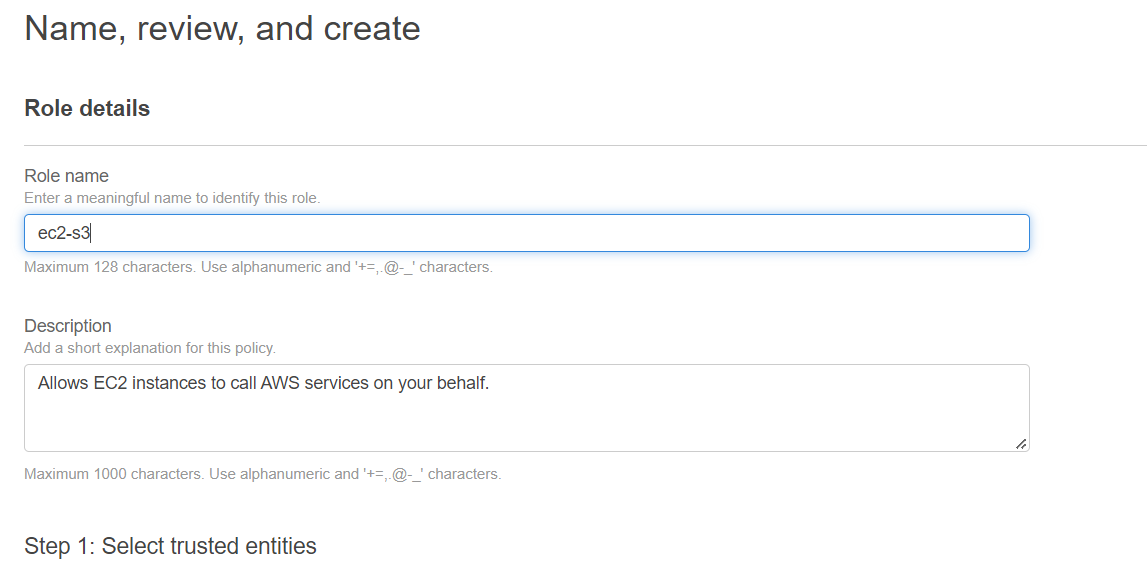 Name, review, and create
Role details
Role name
Enter a meaningful name to identify this role.
ec2-s3
Maximum 128 characters. Use alphanumeric and '+=,.@-_' characters.
Description
Add a short explanation for this policy.
Allows EC2 instances to call AWS services on your behalf.
Maximum 1000 characters. Use alphanumeric and '+=,.@-_' characters.
Step 1: Select trusted entities